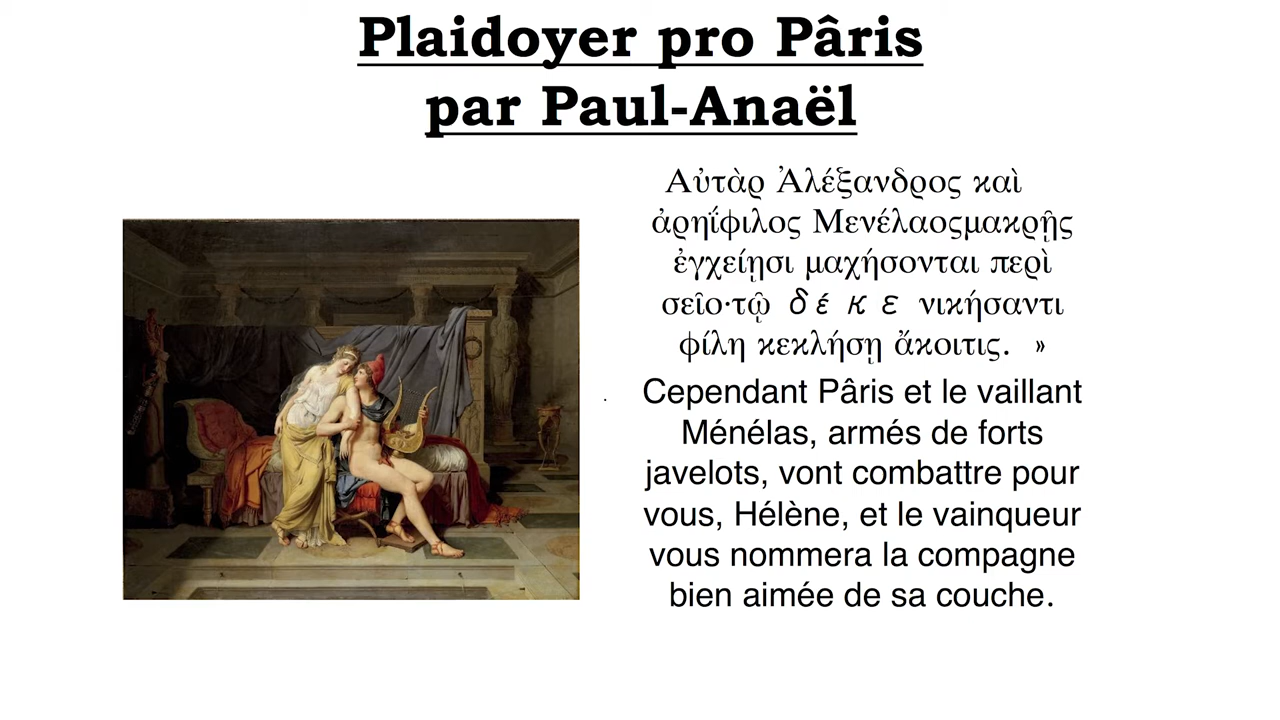 Plaidoyer pro Pâris
par Paul-Anaël
Αὐτὰρ Ἀλέξανδρος καὶ
ἀρηΐφιλος Μενέλαοςμακρῇς
ἐγχείῃσι μαχήσονται περὶ
σεῖο·τῷ δέ κε νικήσαντι
φίλη κεκλήσῃ ἄκοιτις. »
Cependant Pâris et le vaillant
Ménélas, armés de forts
javelots, vont combattre pour
vous, Hélène, et le vainqueur
vous nommera la compagne
bien aimée de sa couche.